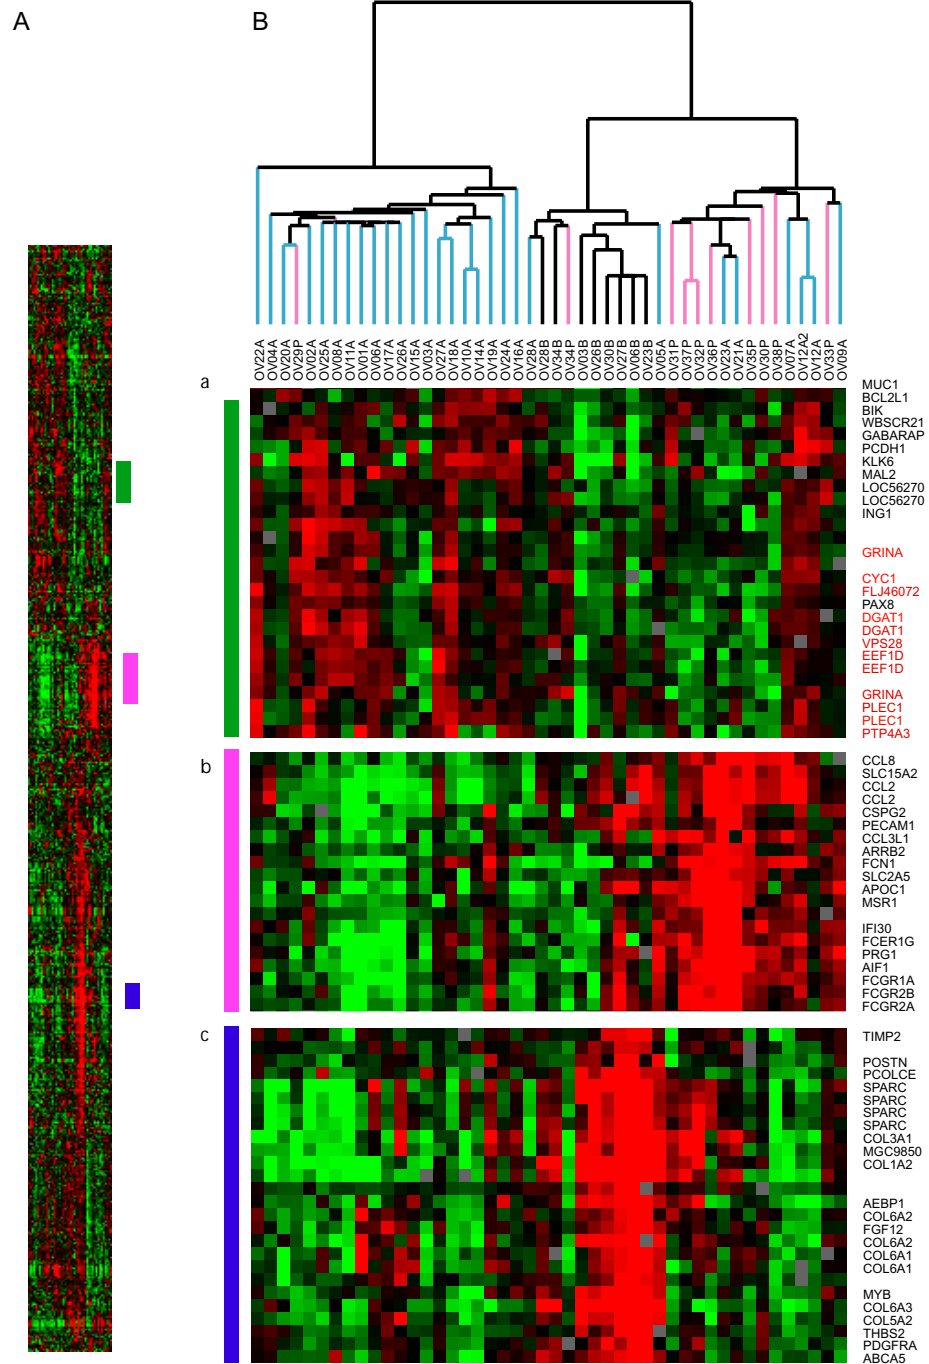 A
B
OV22A
OV04A
OV20A
OV29P
OV02A
OV25A
OV08A
OV11A
OV01A
OV06A
OV17A
OV26A
OV15A
OV03A
OV27A
OV18A
OV10A
OV14A
OV19A
OV24A
OV16A
OV28A
OV28B
OV34B
OV34P
OV03B
OV26B
OV30B
OV27B
OV06B
OV23B
OV05A
OV31P
OV37P
OV32P
OV36P
OV23A
OV21A
OV35P
OV30P
OV38P
OV07A
OV12A2
OV12A
OV33P
OV09A
a
MUC1
BCL2L1
BIK
WBSCR21
GABARAP
PCDH1
KLK6
MAL2
LOC56270
LOC56270
ING1
GRINA
CYC1
FLJ46072
PAX8
DGAT1
DGAT1
VPS28
EEF1D
EEF1D
GRINA
PLEC1
PLEC1
PTP4A3
b
CCL8
SLC15A2
CCL2
CCL2
CSPG2
PECAM1
CCL3L1
ARRB2
FCN1
SLC2A5
APOC1
MSR1
IFI30
FCER1G
PRG1
AIF1
FCGR1A
FCGR2B
FCGR2A
c
TIMP2
POSTN
PCOLCE
SPARC
SPARC
SPARC
SPARC
COL3A1
MGC9850
COL1A2
AEBP1
COL6A2
FGF12
COL6A2
COL6A1
COL6A1
MYB
COL6A3
COL5A2
THBS2
PDGFRA
ABCA5